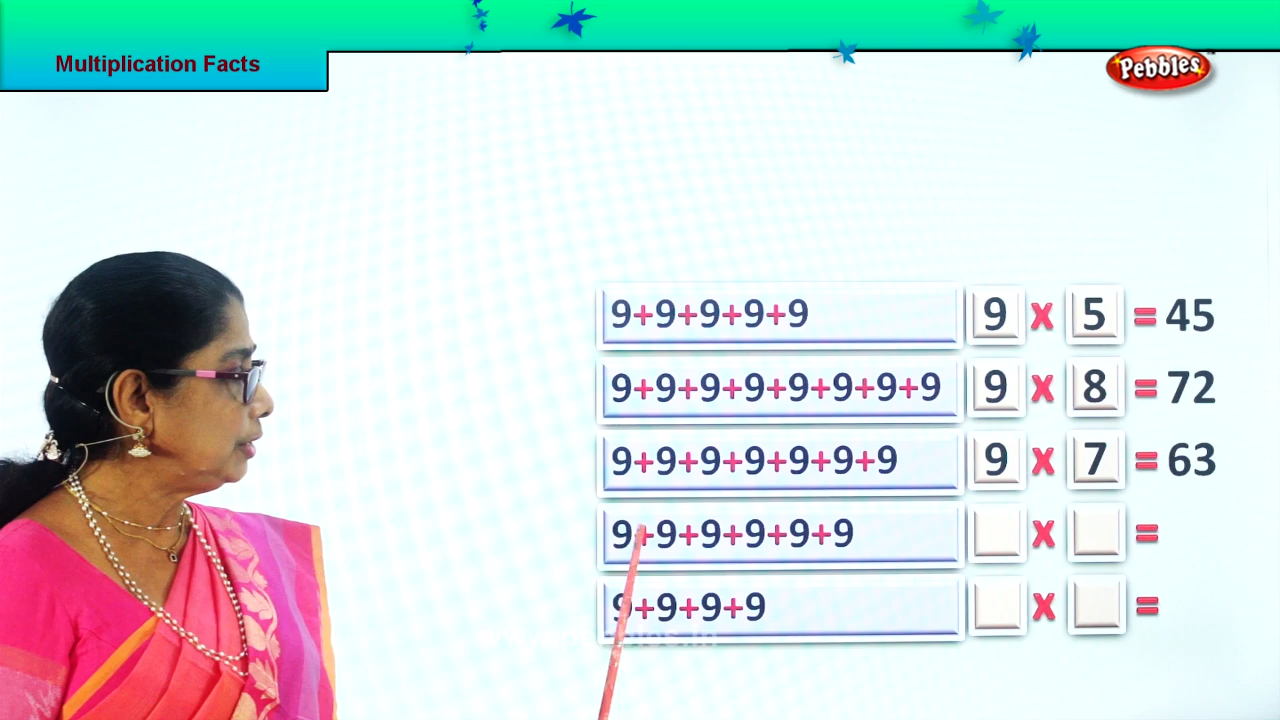 Multiplication Facts
Pebbles
9+9+9+9+9 9 x 5 = 45
9+9+9+9+9+9+9+9 9 x 8 = 72
9+9+9+9+9+9+9 9 x 7 = 63
9+9+9+9+9+9 x =
9+9+9+9 x =